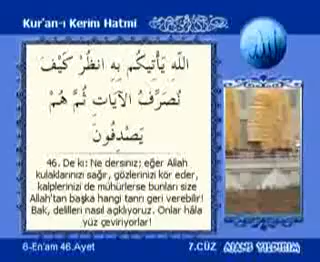 Kur'an-ı Kerim Hatmi
اللَّهِ يَأْتِيكُم بِهِ انظُرْ كَيْفَ
نُصَرِّفُ الْآيَاتِ ثُمَّ هُمْ
يَصْدِفُونَ
46. De ki: Ne dersiniz; eğer Allah
kulaklarınızı sağır, gözlerinizi kör eder,
kalplerinizi de mühürlerse bunları size
Allah'tan başka hangi tanrı geri verebilir!
Bak, delilleri nasıl açıklıyoruz. Onlar hâla
yüz çeviriyorlar!
6-En'am 46.Ayet
7.CÜZ
YILDIRIM